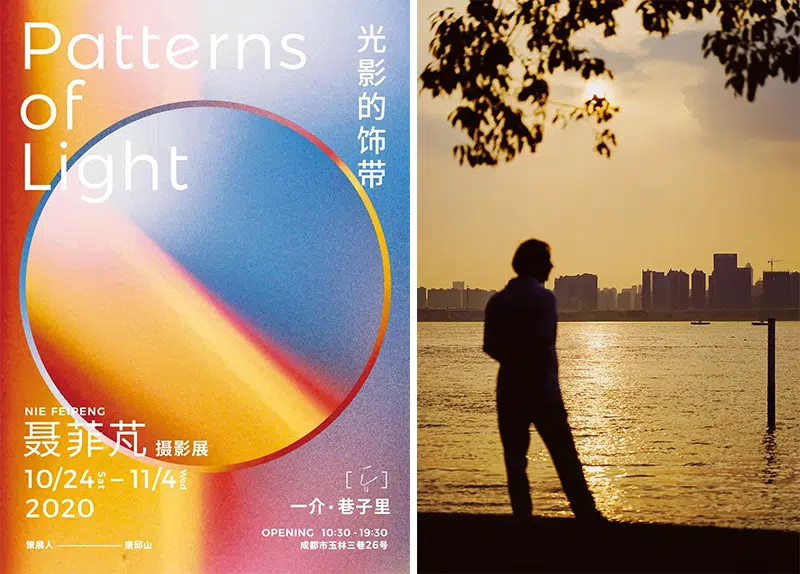 Patterns
of
Light
光影的饰带
NIE FEIPENG
聂菲芃 摄影展
10/24 Sat – 11/4 Wed
2020
策展人 ———— 唐邱山
一介·巷子里
OPENING 10:30 - 19:30
成都市玉林三巷26号